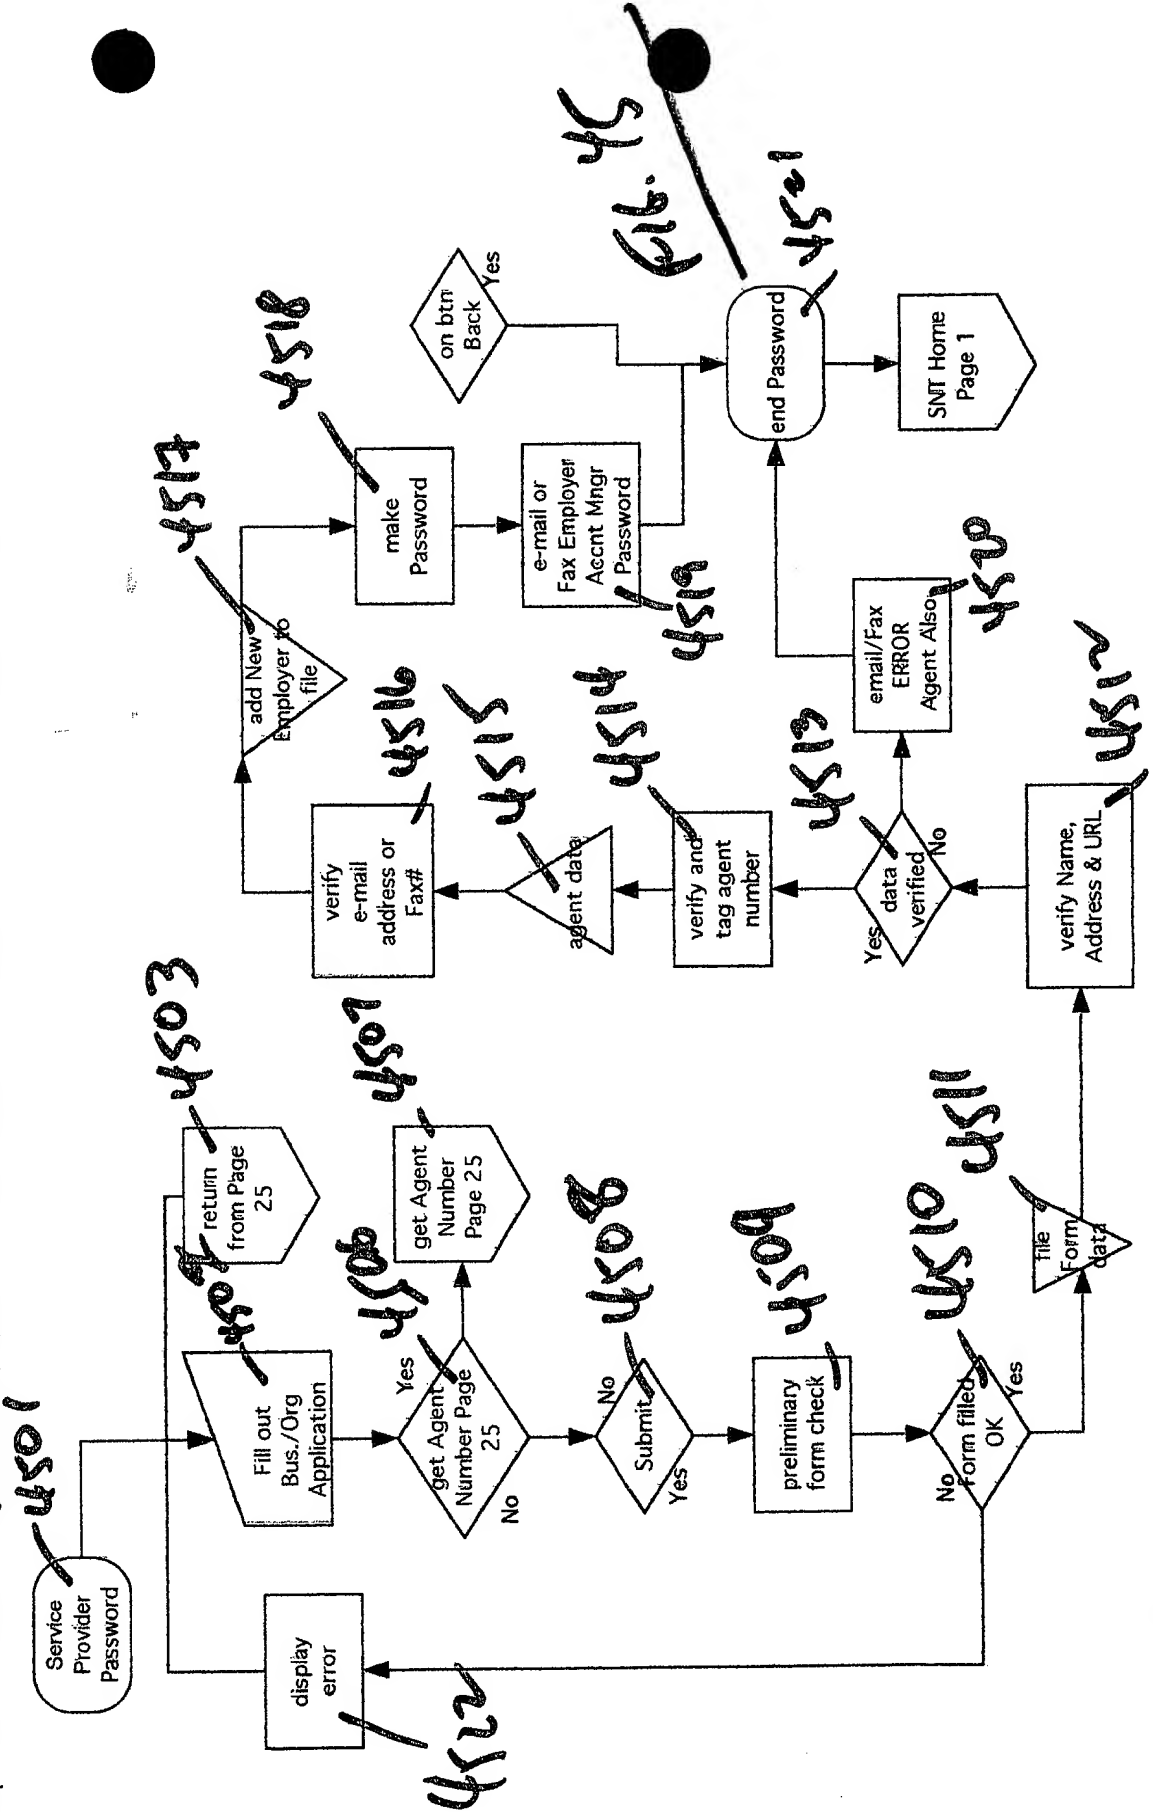 4501
Service
Provider
Password
4503
return
from Page
25
4504
Fill out
Bus./Org
Application
4506
get Agent
Number Page
25
Yes
No
4507
get Agent
Number
Page 25
4508
Submit
No
Yes
4509
preliminary
form check
4510
Form filled
OK
No
Yes
4522
display
error
4511
file
Form
data
4512
verify Name,
Address & URL
4513
data
verified
Yes
No
4514
verify and
tag agent
number
4515
agent data
4516
verify
e-mail
address or
Fax#
4517
add New
Employer to
file
4518
make
Password
4519
e-mail or
Fax Employer
Accnt Mngr
Password
4520
email/Fax
ERROR
Agent Also
on btn
Back
Yes
4521
end Password
SNT Home
Page 1
FIG. 45